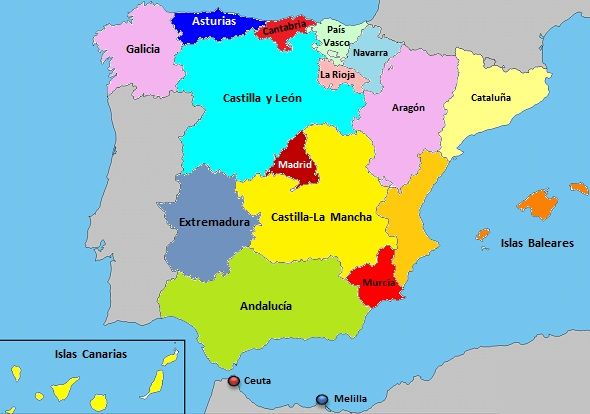 Asturias
Cantabria
País
Vasco
Galicia
Navarra
La Rioja
Castilla y León
Cataluña
Aragón
Madrid
Extremadura
Castilla-La Mancha
Islas Baleares
Murcia
Andalucía
Islas Canarias
Ceuta
Melilla